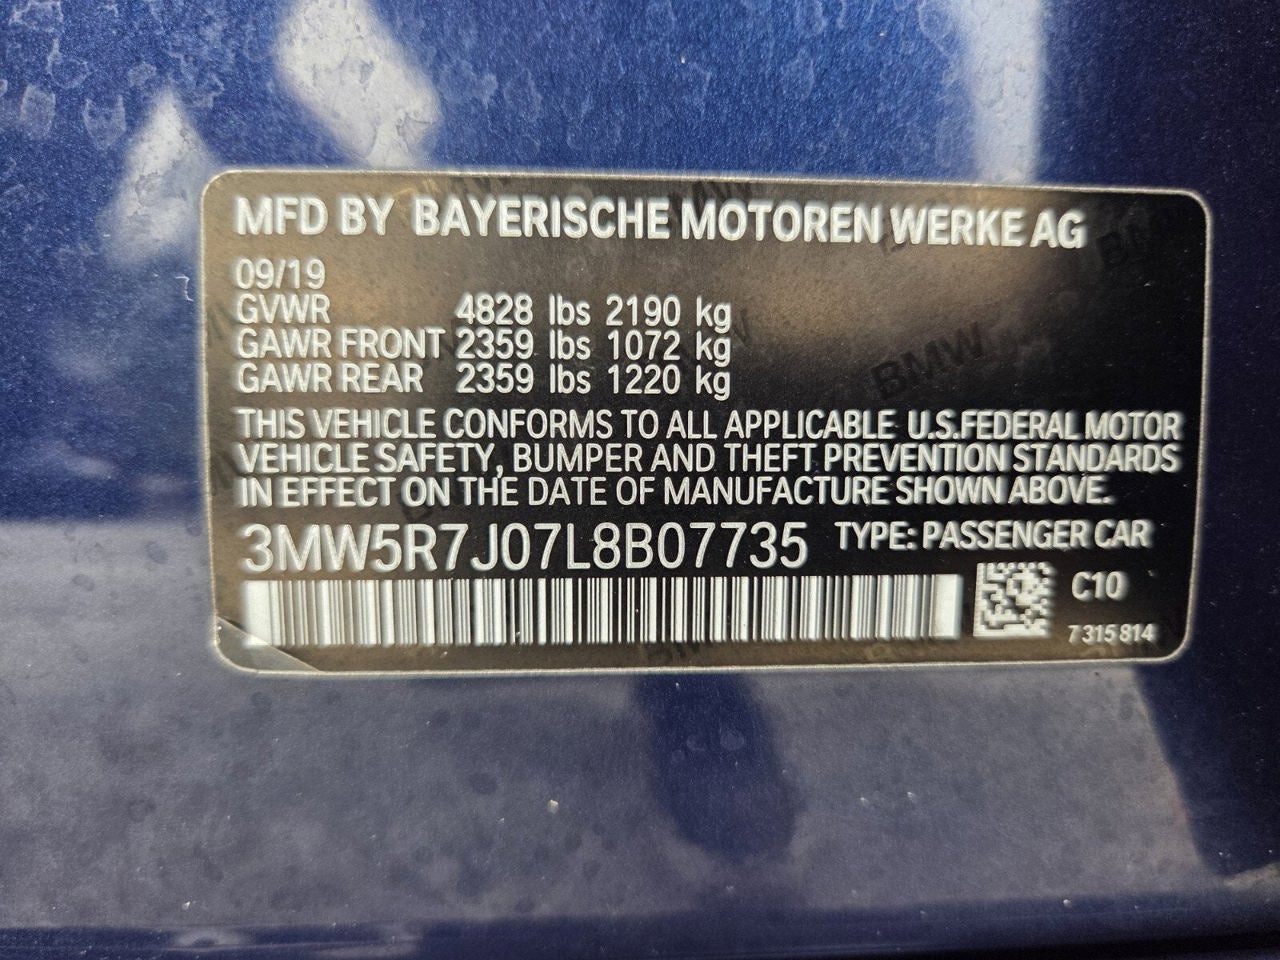 MFD BY BAYERISCHE MOTOREN WERKE AG
09/19
GVWR 4828 lbs 2190 kg
GAWR FRONT 2359 lbs 1072 kg
GAWR REAR 2359 lbs 1220 kg
THIS VEHICLE CONFORMS TO ALL APPLICABLE U.S.FEDERAL MOTOR
VEHICLE SAFETY, BUMPER AND THEFT PREVENTION STANDARDS
IN EFFECT ON THE DATE OF MANUFACTURE SHOWN ABOVE.
3MW5R7J07L8B07735 TYPE: PASSENGER CAR
C10
7 315 814
BMW